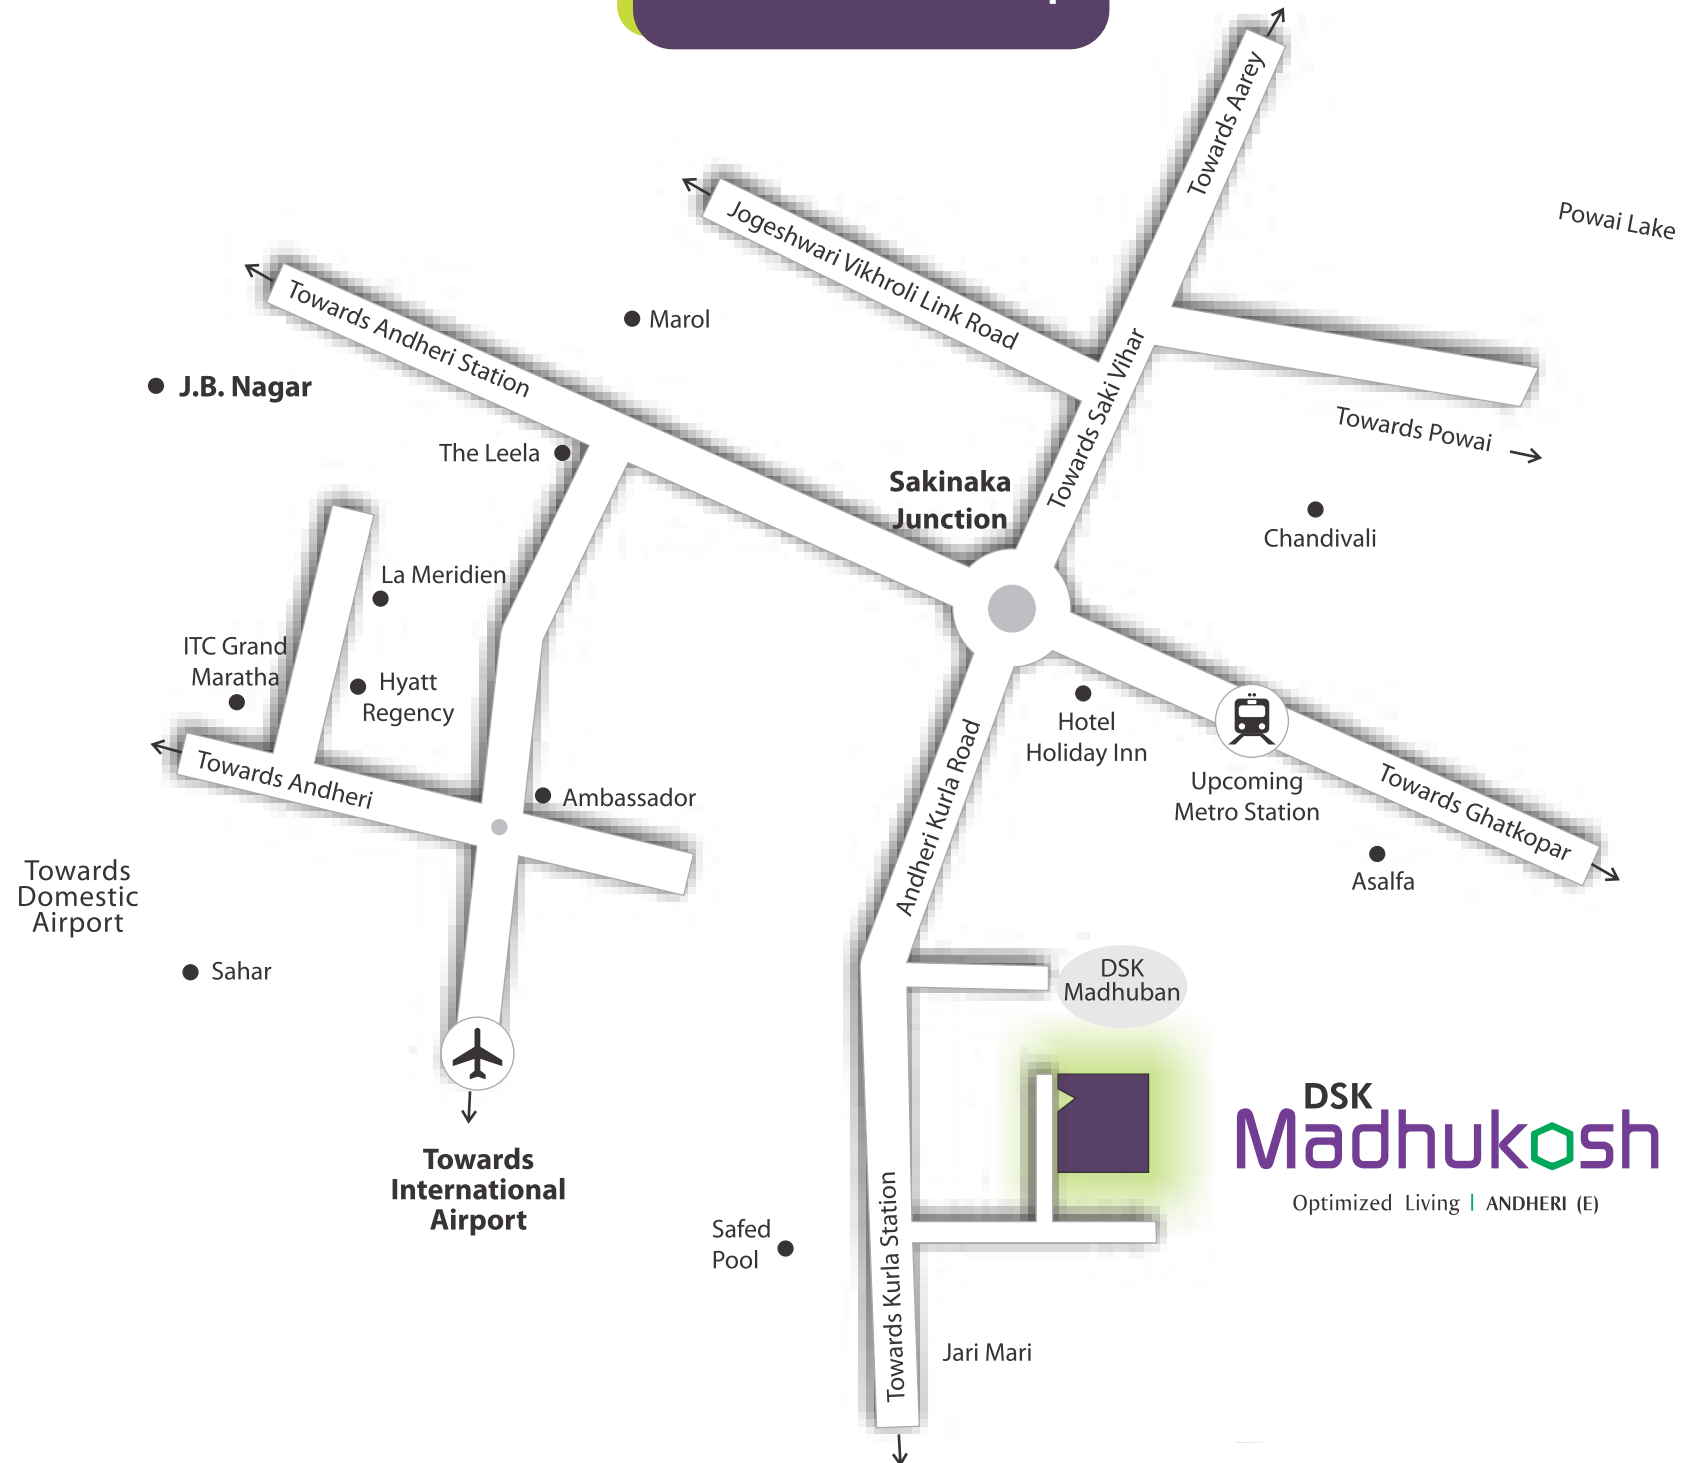 Towards Aarey
Powai Lake
Jogeshwari Vikhroli Link Road
Towards Andheri Station
Marol
J.B. Nagar
Towards Saki Vihar
Towards Powai
The Leela
Sakinaka
Junction
Chandivali
La Meridien
ITC Grand
Maratha
Hyatt
Regency
Hotel
Holiday Inn
Towards Andheri
Ambassador
Andheri Kurla Road
Upcoming
Metro Station
Towards Ghatkopar
Asalfa
Towards
Domestic
Airport
Sahar
DSK
Madhuban
DSK
Madhukosh
Optimized Living | ANDHERI (E)
Towards
International
Airport
Safed
Pool
Towards Kurla Station
Jari Mari